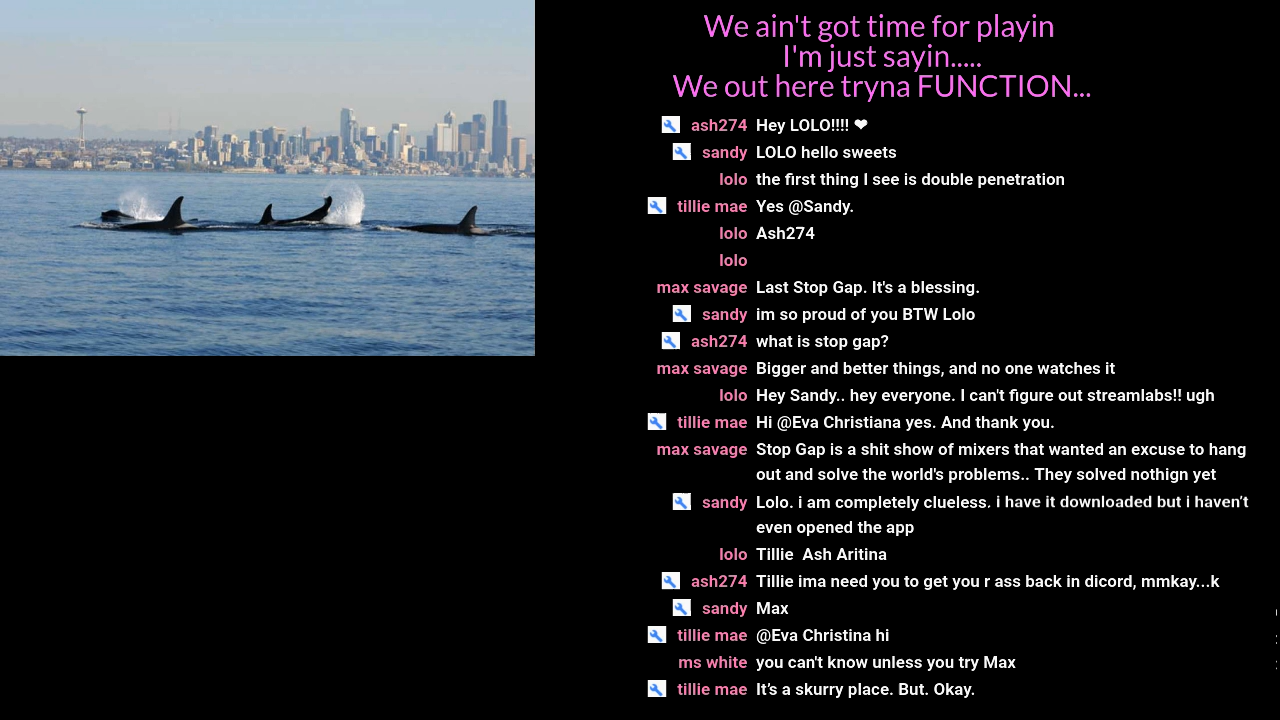 We ain't got time for playin
I'm just sayin.....
We out here tryna FUNCTION...
ash274 Hey LOLO!!!! ❤
sandy LOLO hello sweets
lolo the first thing I see is double penetration
tillie mae Yes @Sandy.
lolo Ash274
lolo
max savage Last Stop Gap. It's a blessing.
sandy im so proud of you BTW Lolo
ash274 what is stop gap?
max savage Bigger and better things, and no one watches it
lolo Hey Sandy.. hey everyone. I can't figure out streamlabs!! ugh
tillie mae Hi @Eva Christiana yes. And thank you.
max savage Stop Gap is a shit show of mixers that wanted an excuse to hang
out and solve the world's problems.. They solved nothign yet
sandy Lolo. i am completely clueless. i have it downloaded but i haven't
even opened the app
lolo Tillie  Ash Aritina
ash274 Tillie ima need you to get you r ass back in dicord, mmkay...k
sandy Max
tillie mae @Eva Christina hi
ms white you can't know unless you try Max
tillie mae It’s a skurry place. But. Okay.